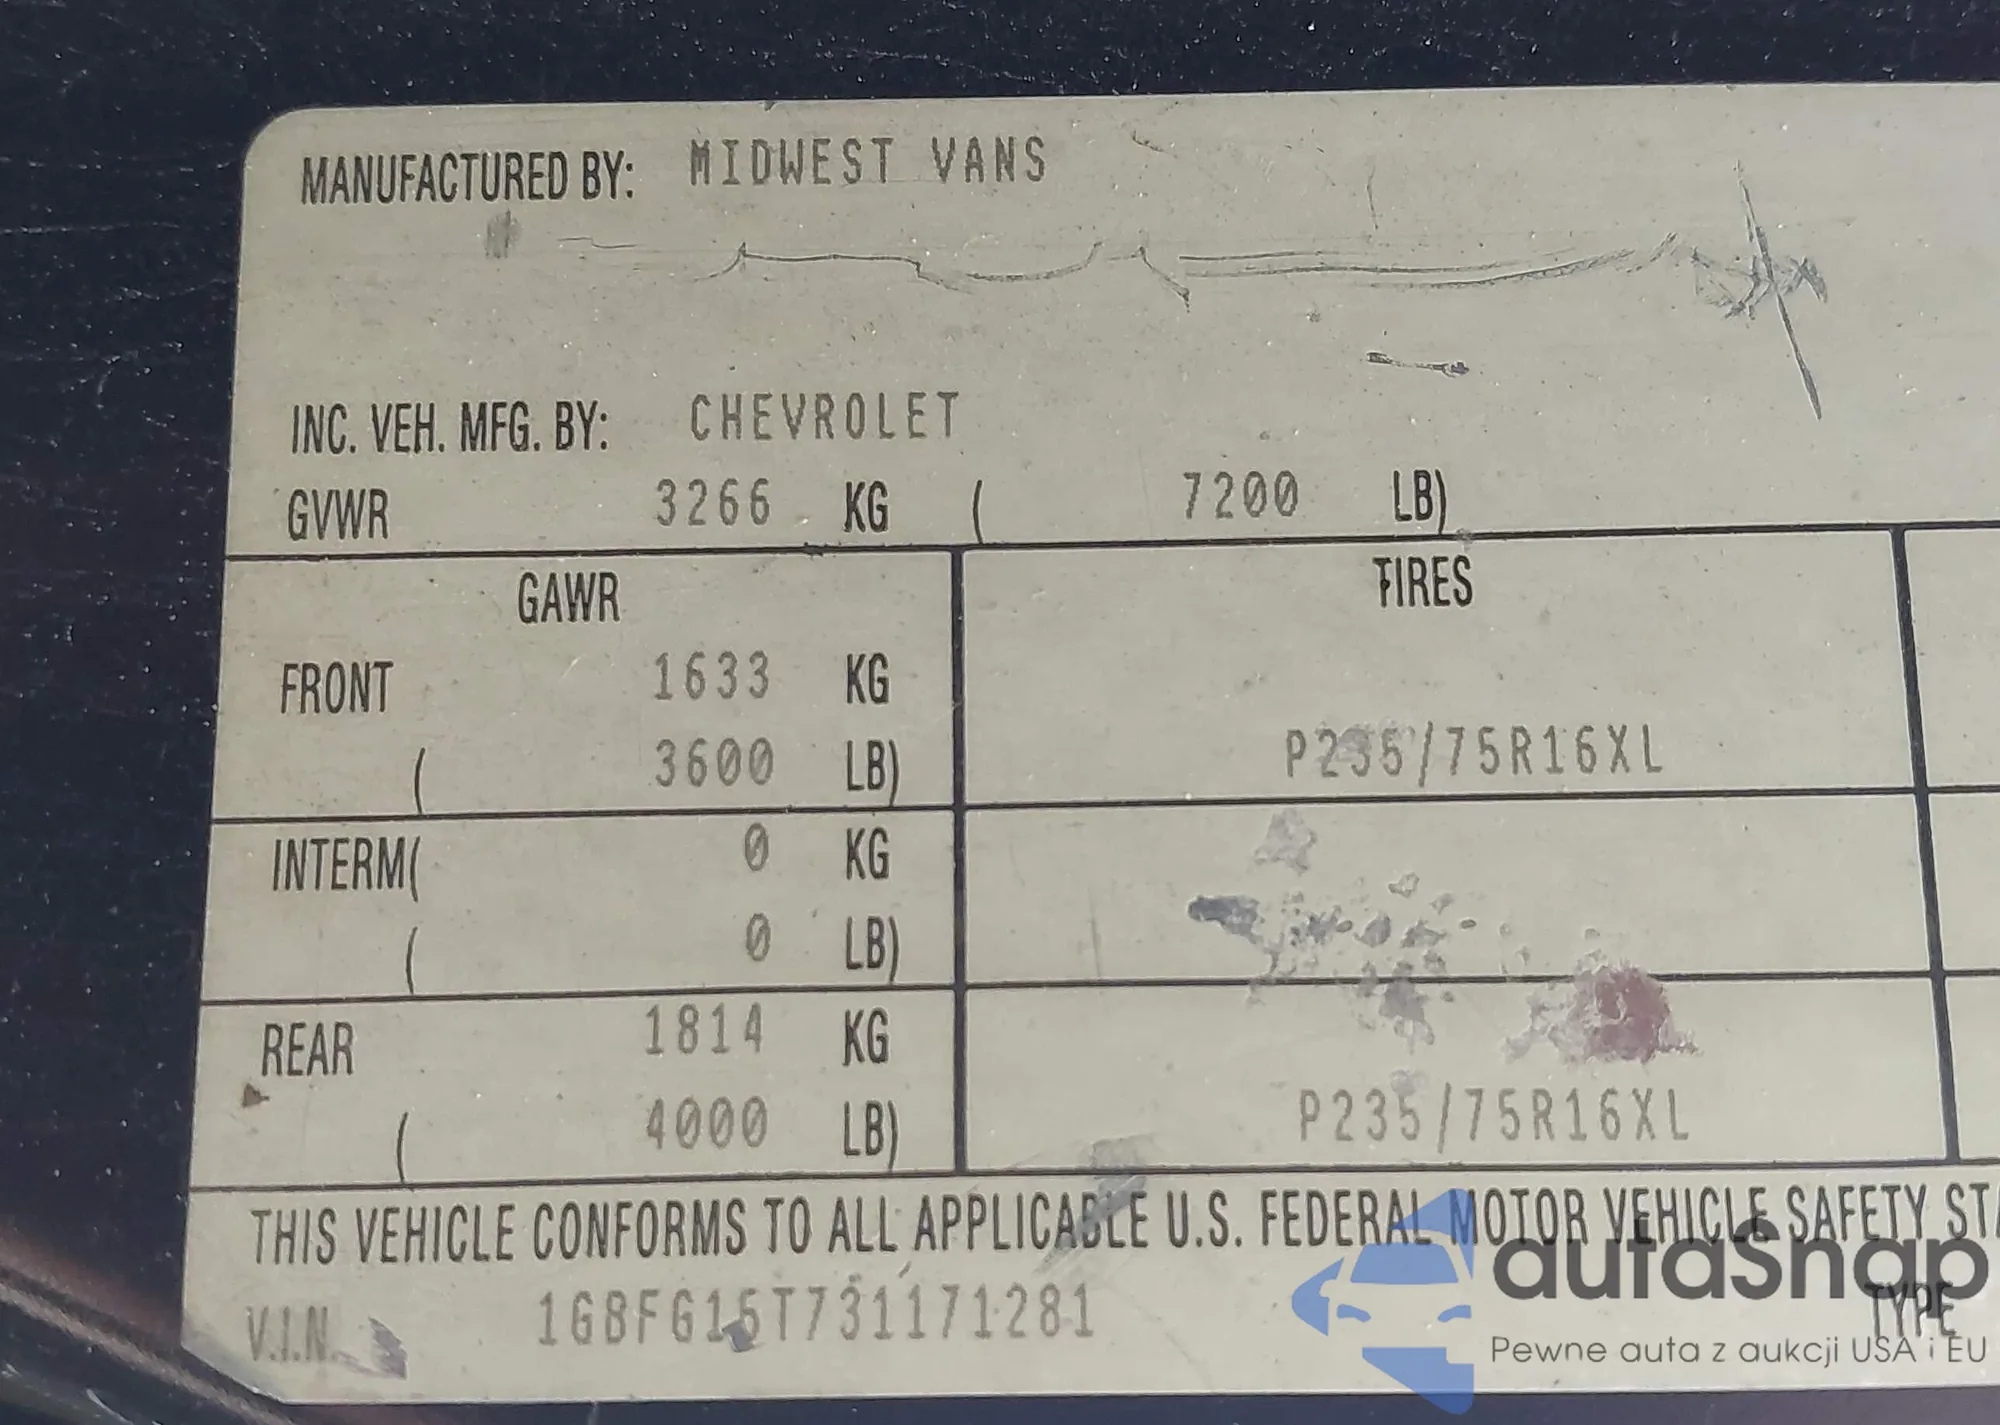 MANUFACTURED BY: MIDWEST VANS
INC. VEH. MFG. BY: CHEVROLET
GVWR 3266 KG ( 7200 LB)
GAWR TIRES
FRONT 1633 KG
( 3600 LB) P235/75R16XL
INTERM( 0 KG
( 0 LB)
REAR 1814 KG
( 4000 LB) P235/75R16XL
THIS VEHICLE CONFORMS TO ALL APPLICABLE U.S. FEDERAL MOTOR VEHICLE SAFETY STA
V.I.N. 1GBFG15T731171281 TYPE
autaSnap
Pewne auta z aukcji USA i EU